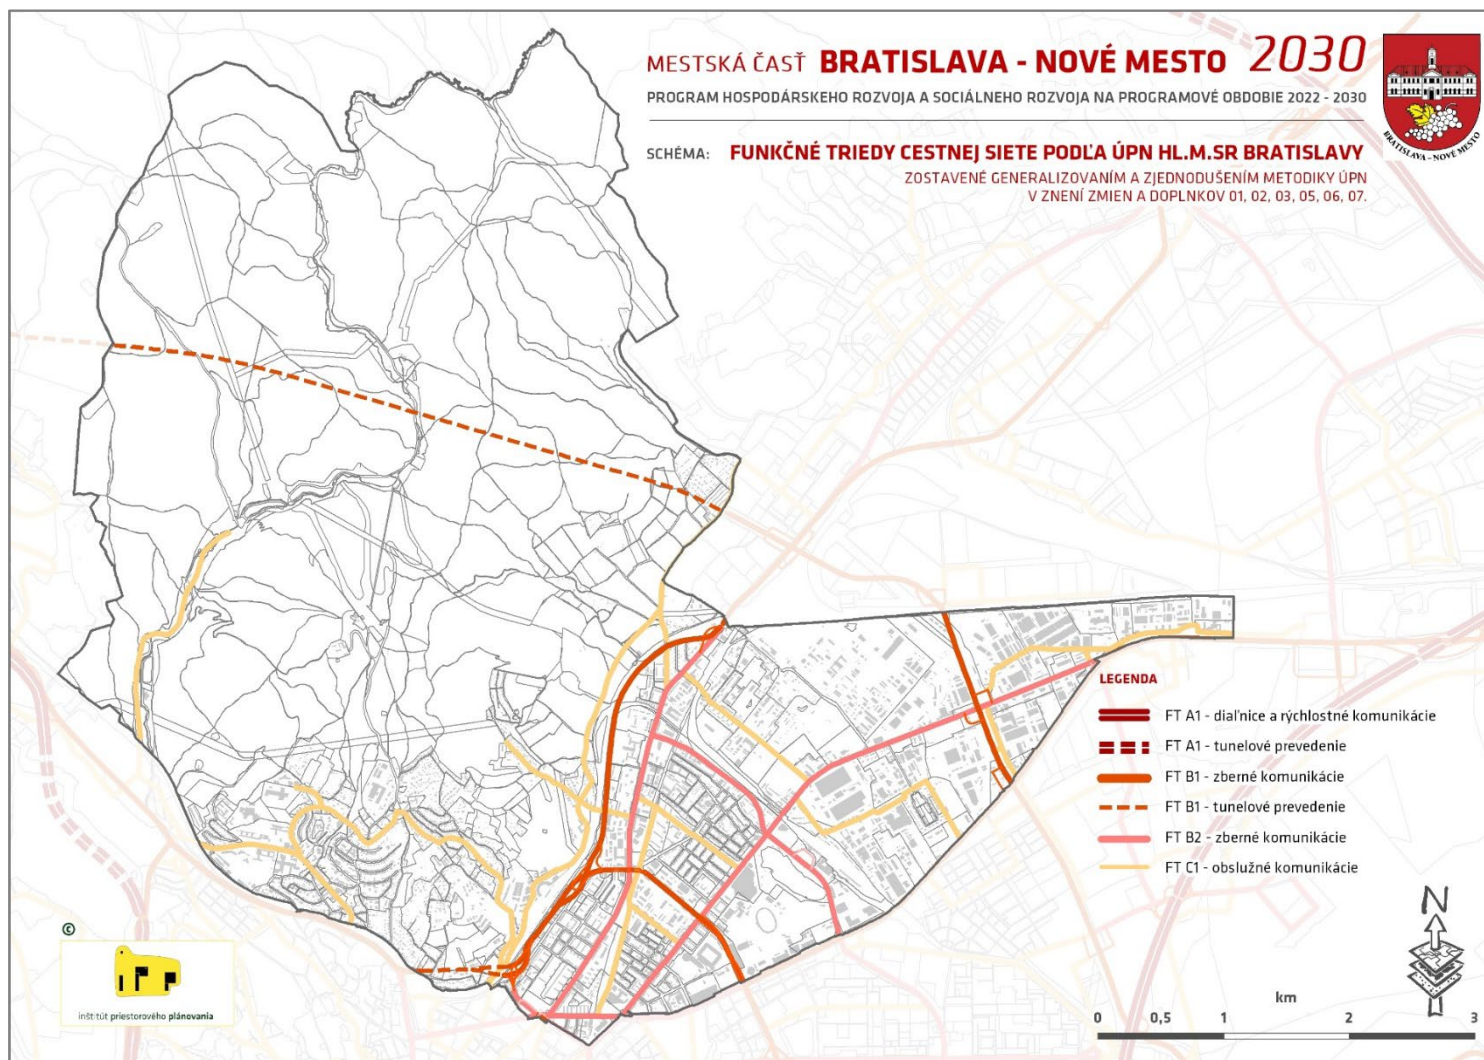 MESTSKÁ ČASŤ BRATISLAVA - NOVÉ MESTO 2030
PROGRAM HOSPODÁRSKEHO ROZVOJA A SOCIÁLNEHO ROZVOJA NA PROGRAMOVÉ OBDOBIE 2022 - 2030
BRATISLAVA - NOVÉ MESTO
SCHÉMA: FUNKČNÉ TRIEDY CESTNEJ SIETE PODĽA ÚPN HL.M.SR BRATISLAVY
ZOSTAVENÉ GENERALIZOVANÍM A ZJEDNODUŠENÍM METODIKY ÚPN
V ZNENÍ ZMIEN A DOPLNKOV 01, 02, 03, 05, 06, 07.
LEGENDA
FT A1 - diaľnice a rýchlostné komunikácie
FT A1 - tunelové prevedenie
FT B1 - zberné komunikácie
FT B1 - tunelové prevedenie
FT B2 - zberné komunikácie
FT C1 - obslužné komunikácie
©
inštitút priestorového plánovania
N
km
0 0,5 1 2 3